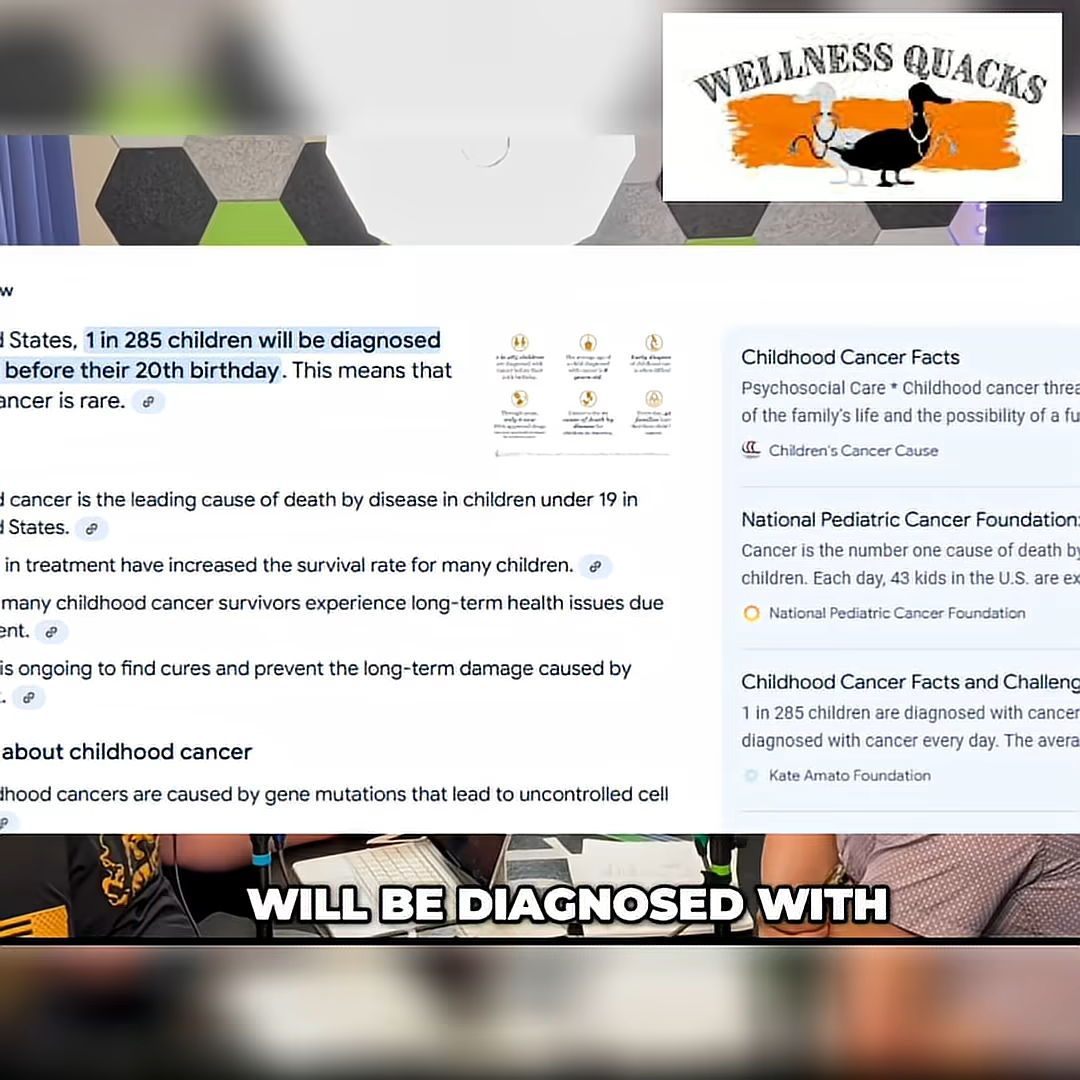 WELLNESS QUACKS
w
d States, 1 in 285 children will be diagnosed
before their 20th birthday. This means that
ancer is rare.
d cancer is the leading cause of death by disease in children under 19 in
d States.
in treatment have increased the survival rate for many children.
many childhood cancer survivors experience long-term health issues due
ent.
is ongoing to find cures and prevent the long-term damage caused by
about childhood cancer
dhood cancers are caused by gene mutations that lead to uncontrolled cell
Childhood Cancer Facts
Psychosocial Care * Childhood cancer threa
of the family's life and the possibility of a fu
Children's Cancer Cause
National Pediatric Cancer Foundation:
Cancer is the number one cause of death by
children. Each day, 43 kids in the U.S. are ex
National Pediatric Cancer Foundation
Childhood Cancer Facts and Challeng
1 in 285 children are diagnosed with cancer
diagnosed with cancer every day. The avera
Kate Amato Foundation
WILL BE DIAGNOSED WITH